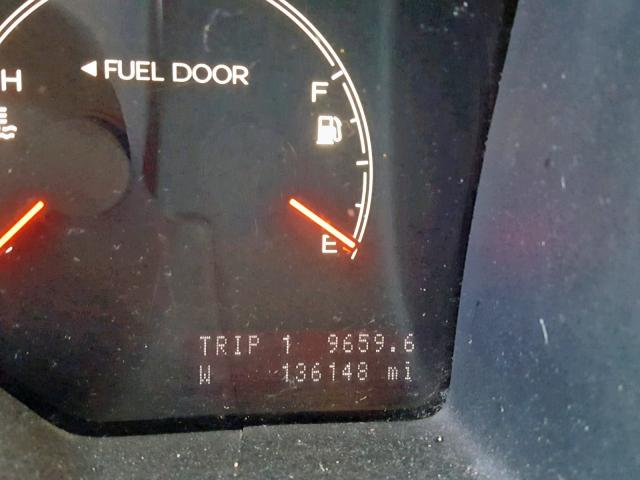 ◄ FUEL DOOR
H
F
E
TRIP 1 9659.6
W 136148 mi